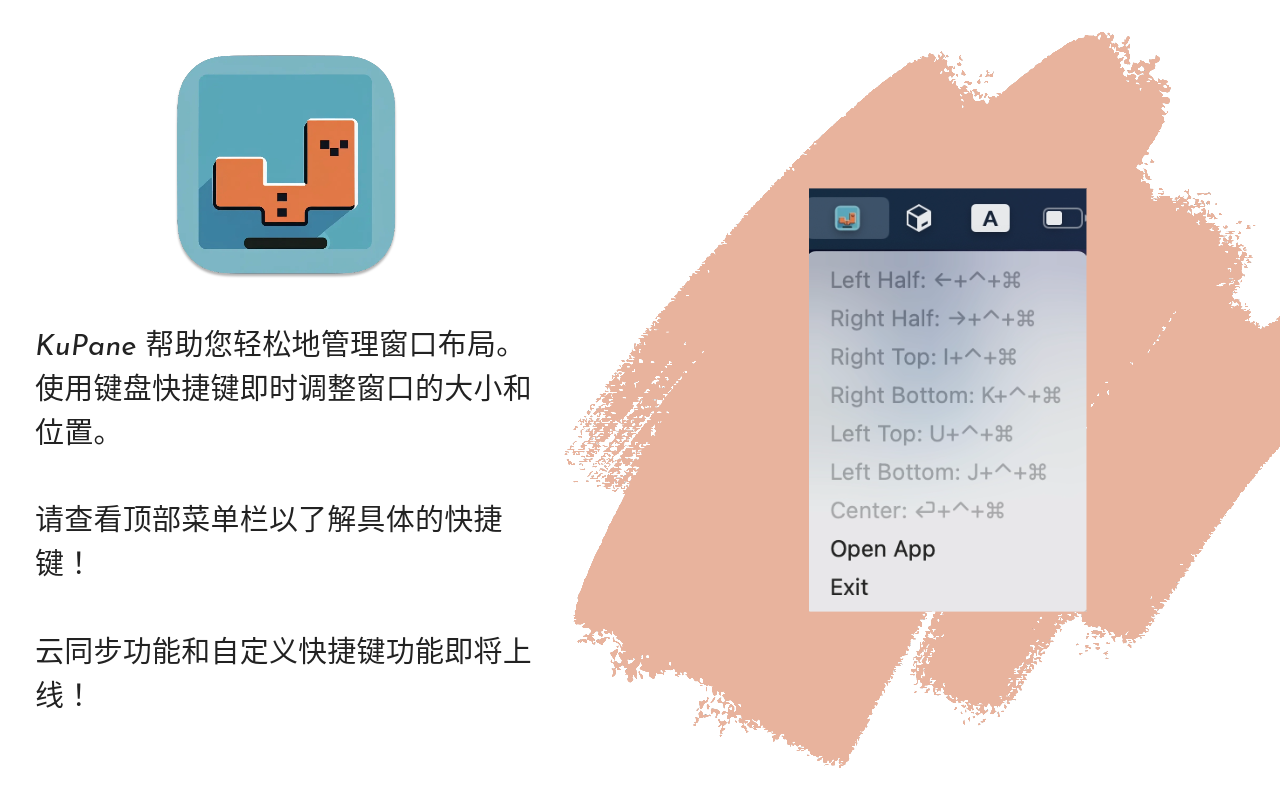 KuPane 帮助您轻松地管理窗口布局。
使用键盘快捷键即时调整窗口的大小和
位置。
请查看顶部菜单栏以了解具体的快捷
键！
云同步功能和自定义快捷键功能即将上
线！
A
Left Half: ←+^+⌘
Right Half: →+^+⌘
Right Top: I+^+⌘
Right Bottom: K+^+⌘
Left Top: U+^+⌘
Left Bottom: J+^+⌘
Center: ⏎+^+⌘
Open App
Exit